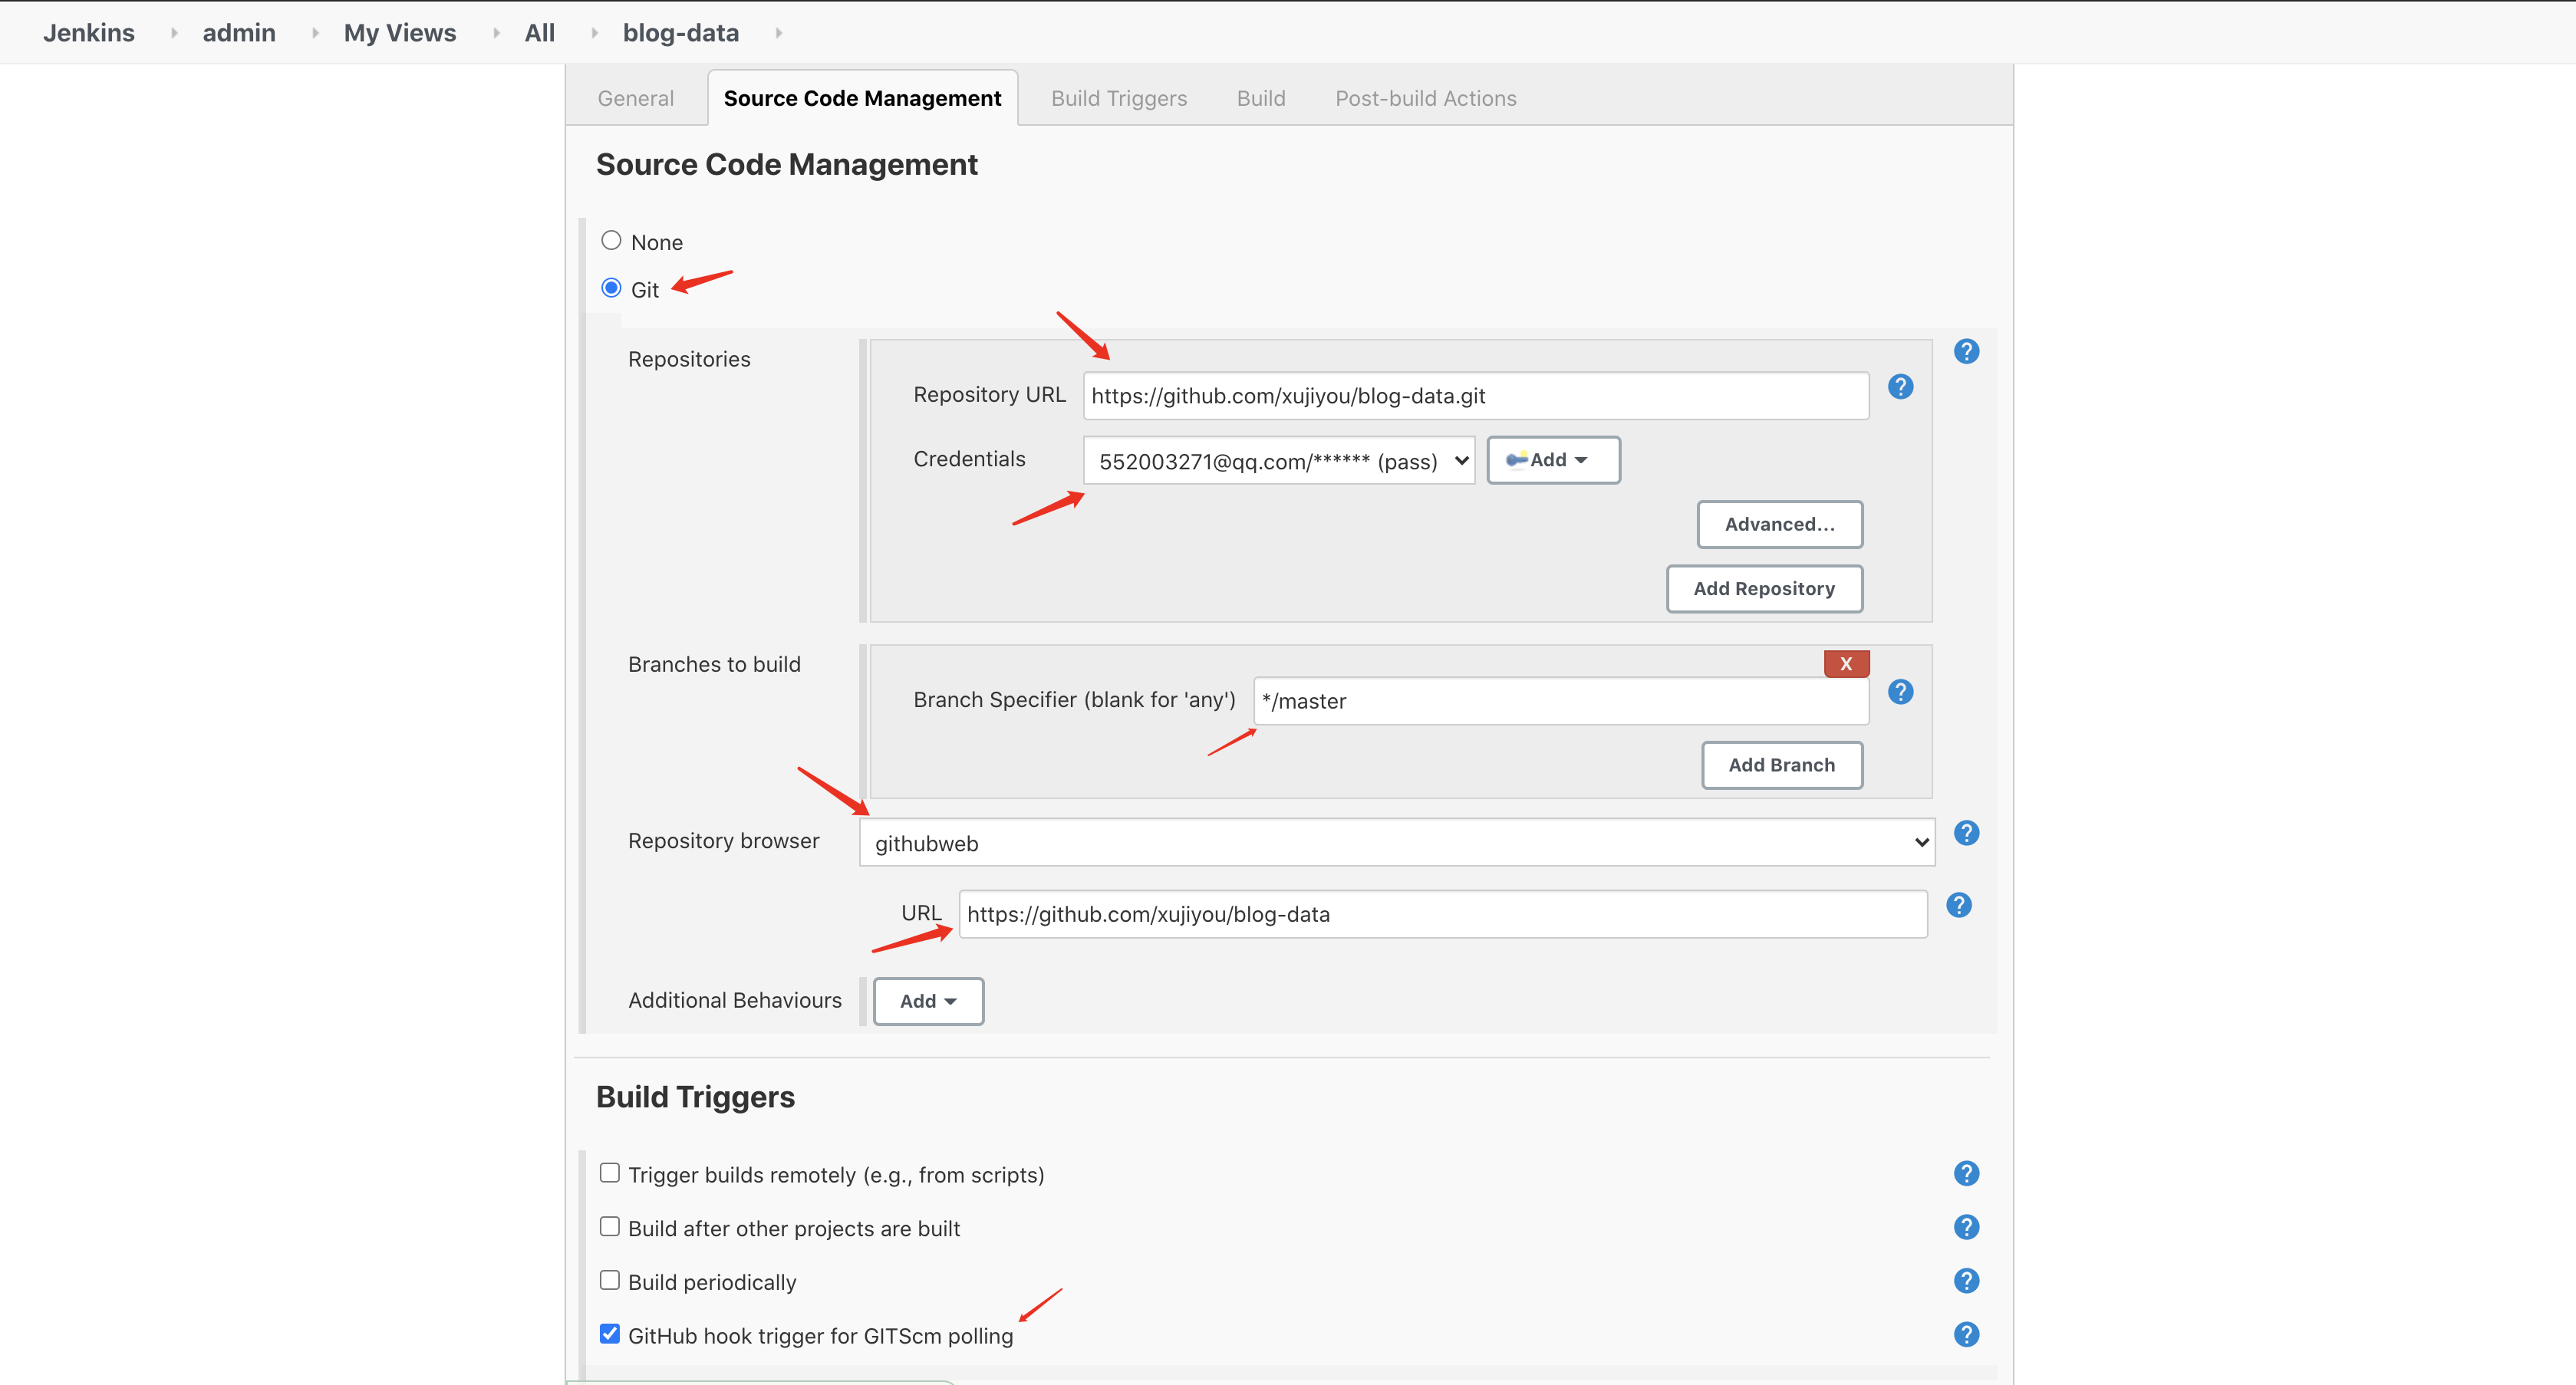 Jenkins admin My Views All blog-data
General Source Code Management Build Triggers Build Post-build Actions
Source Code Management
None
Git
Repositories
?
Repository URL https://github.com/xujiyou/blog-data.git ?
Credentials 552003271@qq.com/****** (pass) Add
Advanced...
Add Repository
Branches to build
X
Branch Specifier (blank for 'any') */master ?
Add Branch
Repository browser githubweb ?
URL https://github.com/xujiyou/blog-data ?
Additional Behaviours Add
Build Triggers
Trigger builds remotely (e.g., from scripts) ?
Build after other projects are built ?
Build periodically ?
GitHub hook trigger for GITScm polling ?